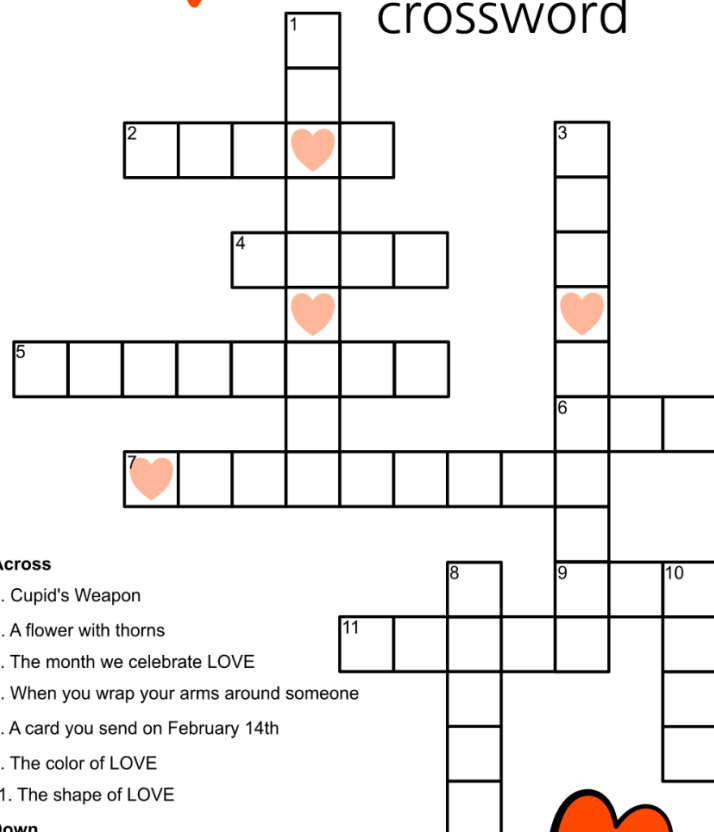 crossword
1
2
3
4
5
6
7
8
9
10
11
Across
. Cupid's Weapon
. A flower with thorns
. The month we celebrate LOVE
. When you wrap your arms around someone
. A card you send on February 14th
. The color of LOVE
1. The shape of LOVE
Down